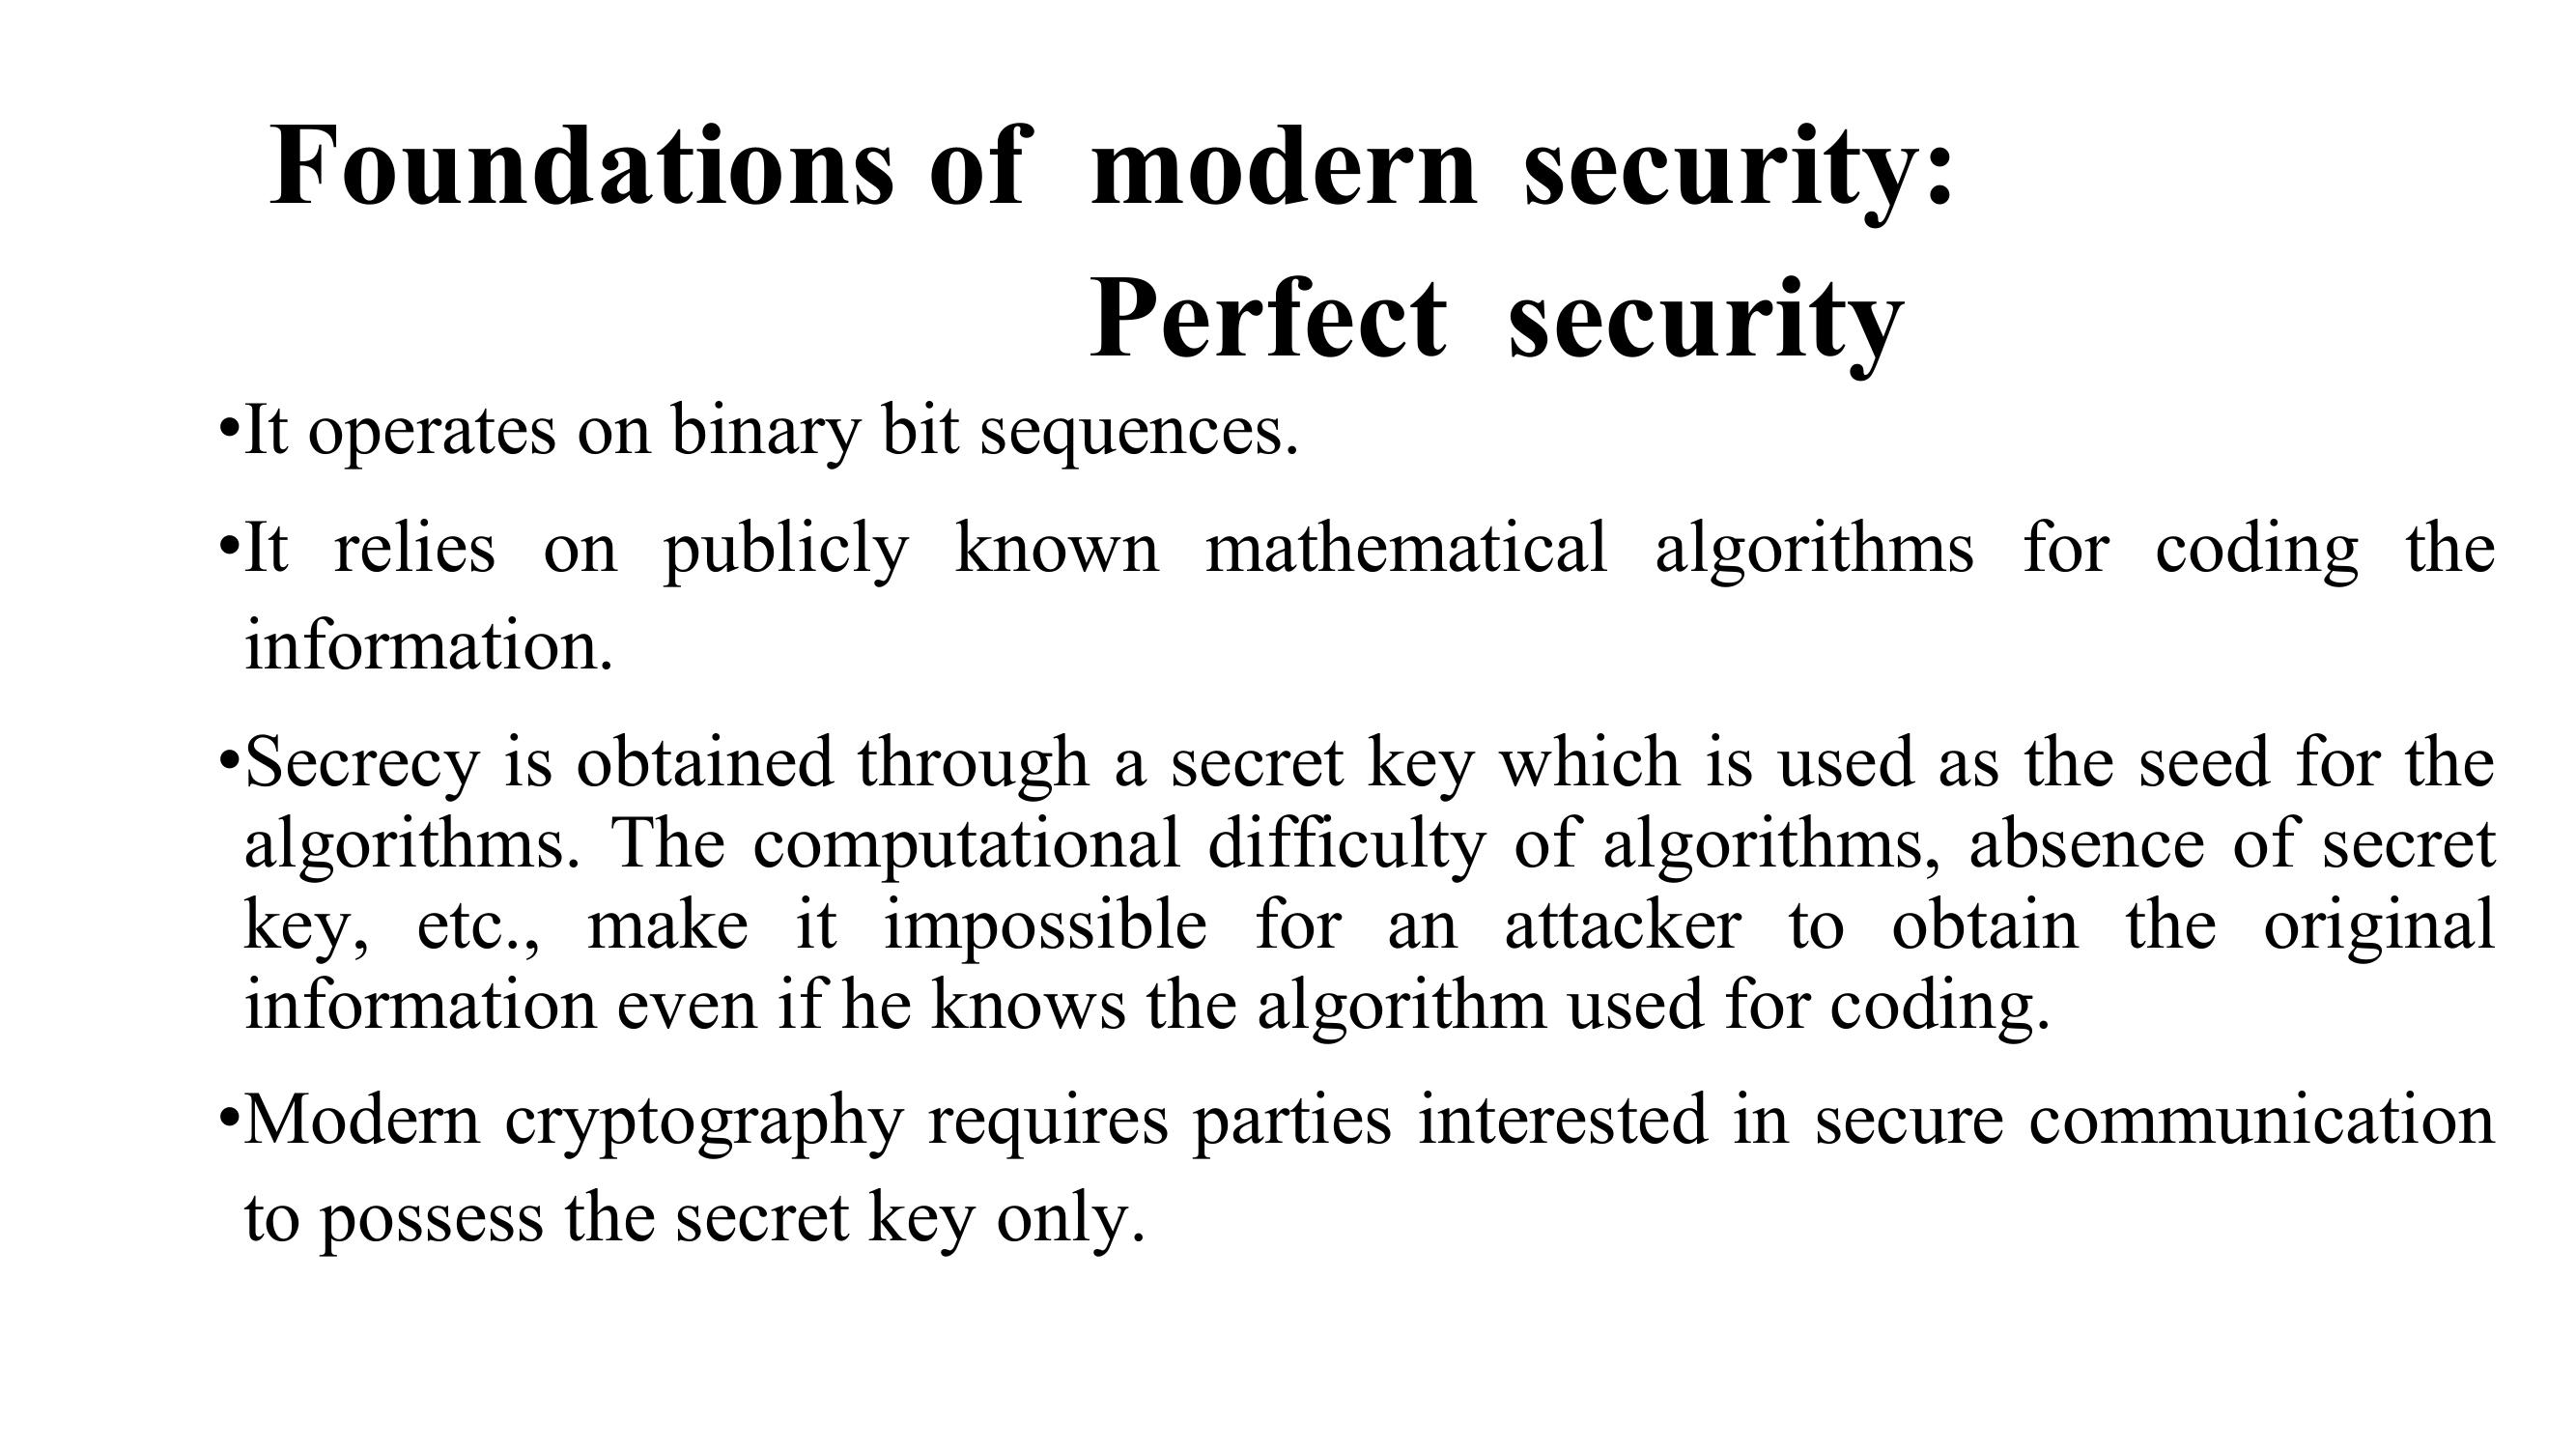 Foundations of modern security:
Perfect security
•It operates on binary bit sequences.
•It relies on publicly known mathematical algorithms for coding the
information.
•Secrecy is obtained through a secret key which is used as the seed for the
algorithms. The computational difficulty of algorithms, absence of secret
key, etc., make it impossible for an attacker to obtain the original
information even if he knows the algorithm used for coding.
•Modern cryptography requires parties interested in secure communication
to possess the secret key only.